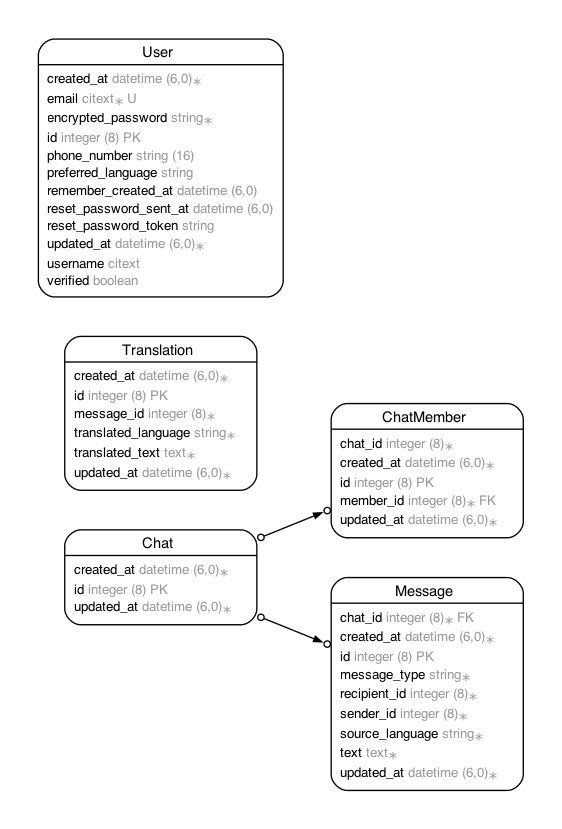 User
created_at datetime (6,0)∗
email citext∗ U
encrypted_password string∗
id integer (8) PK
phone_number string (16)
preferred_language string
remember_created_at datetime (6,0)
reset_password_sent_at datetime (6,0)
reset_password_token string
updated_at datetime (6,0)∗
username citext
verified boolean
Translation
created_at datetime (6,0)∗
id integer (8) PK
message_id integer (8)∗
translated_language string∗
translated_text text∗
updated_at datetime (6,0)∗
ChatMember
chat_id integer (8)∗
created_at datetime (6,0)∗
id integer (8) PK
member_id integer (8)∗ FK
updated_at datetime (6,0)∗
Chat
created_at datetime (6,0)∗
id integer (8) PK
updated_at datetime (6,0)∗
Message
chat_id integer (8)∗ FK
created_at datetime (6,0)∗
id integer (8) PK
message_type string∗
recipient_id integer (8)∗
sender_id integer (8)∗
source_language string∗
text text∗
updated_at datetime (6,0)∗